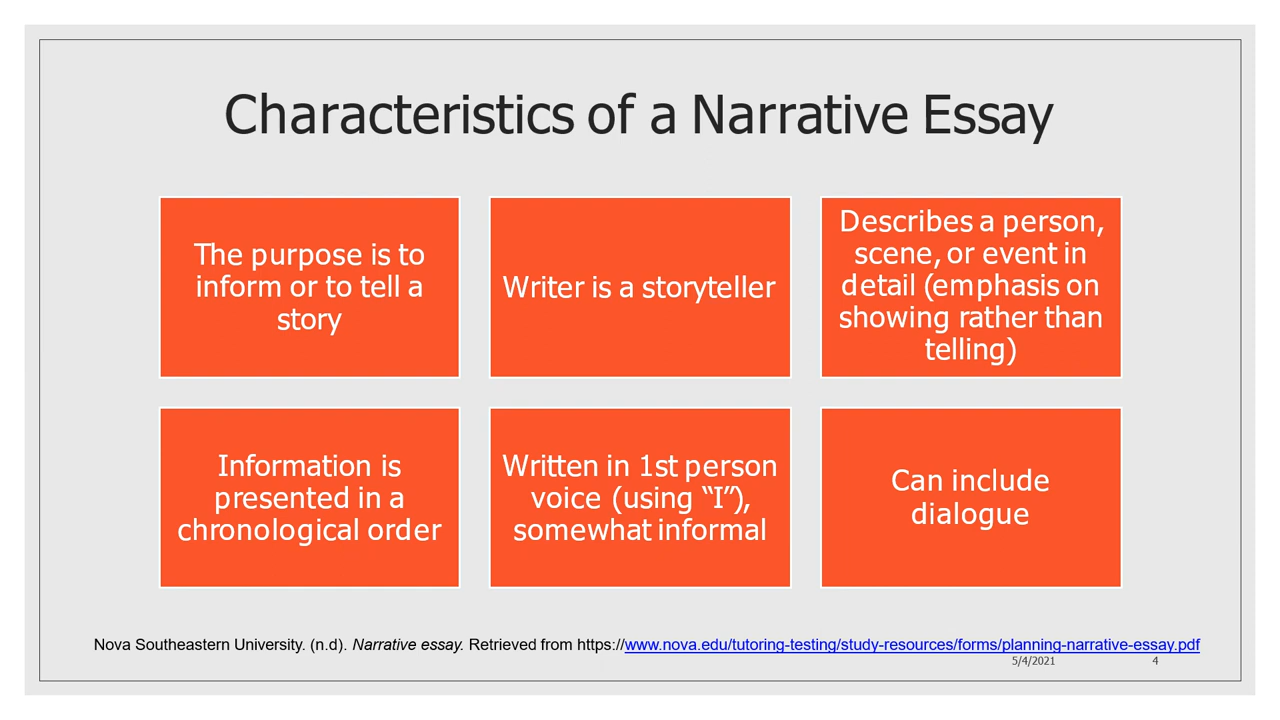 Characteristics of a Narrative Essay
The purpose is to
inform or to tell a
story
Writer is a storyteller
Describes a person,
scene, or event in
detail (emphasis on
showing rather than
telling)
Information is
presented in a
chronological order
Written in 1st person
voice (using “I”),
somewhat informal
Can include
dialogue
Nova Southeastern University. (n.d). Narrative essay. Retrieved from https://www.nova.edu/tutoring-testing/study-resources/forms/planning-narrative-essay.pdf
5/4/2021 4